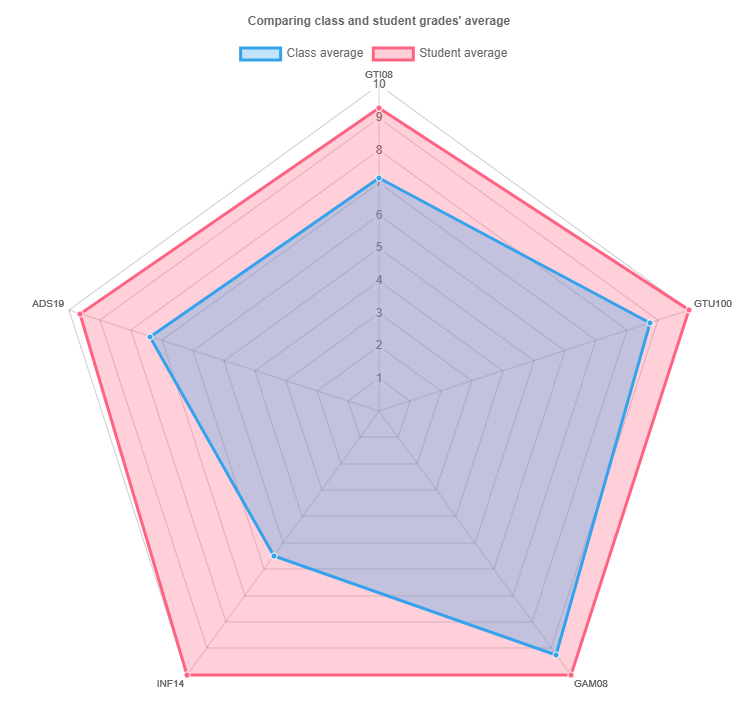 Comparing class and student grades' average
Class average Student average
GTI08
10
9
8
7
6
5
4
3
2
1
ADS19
GTU100
INF14
GAM08